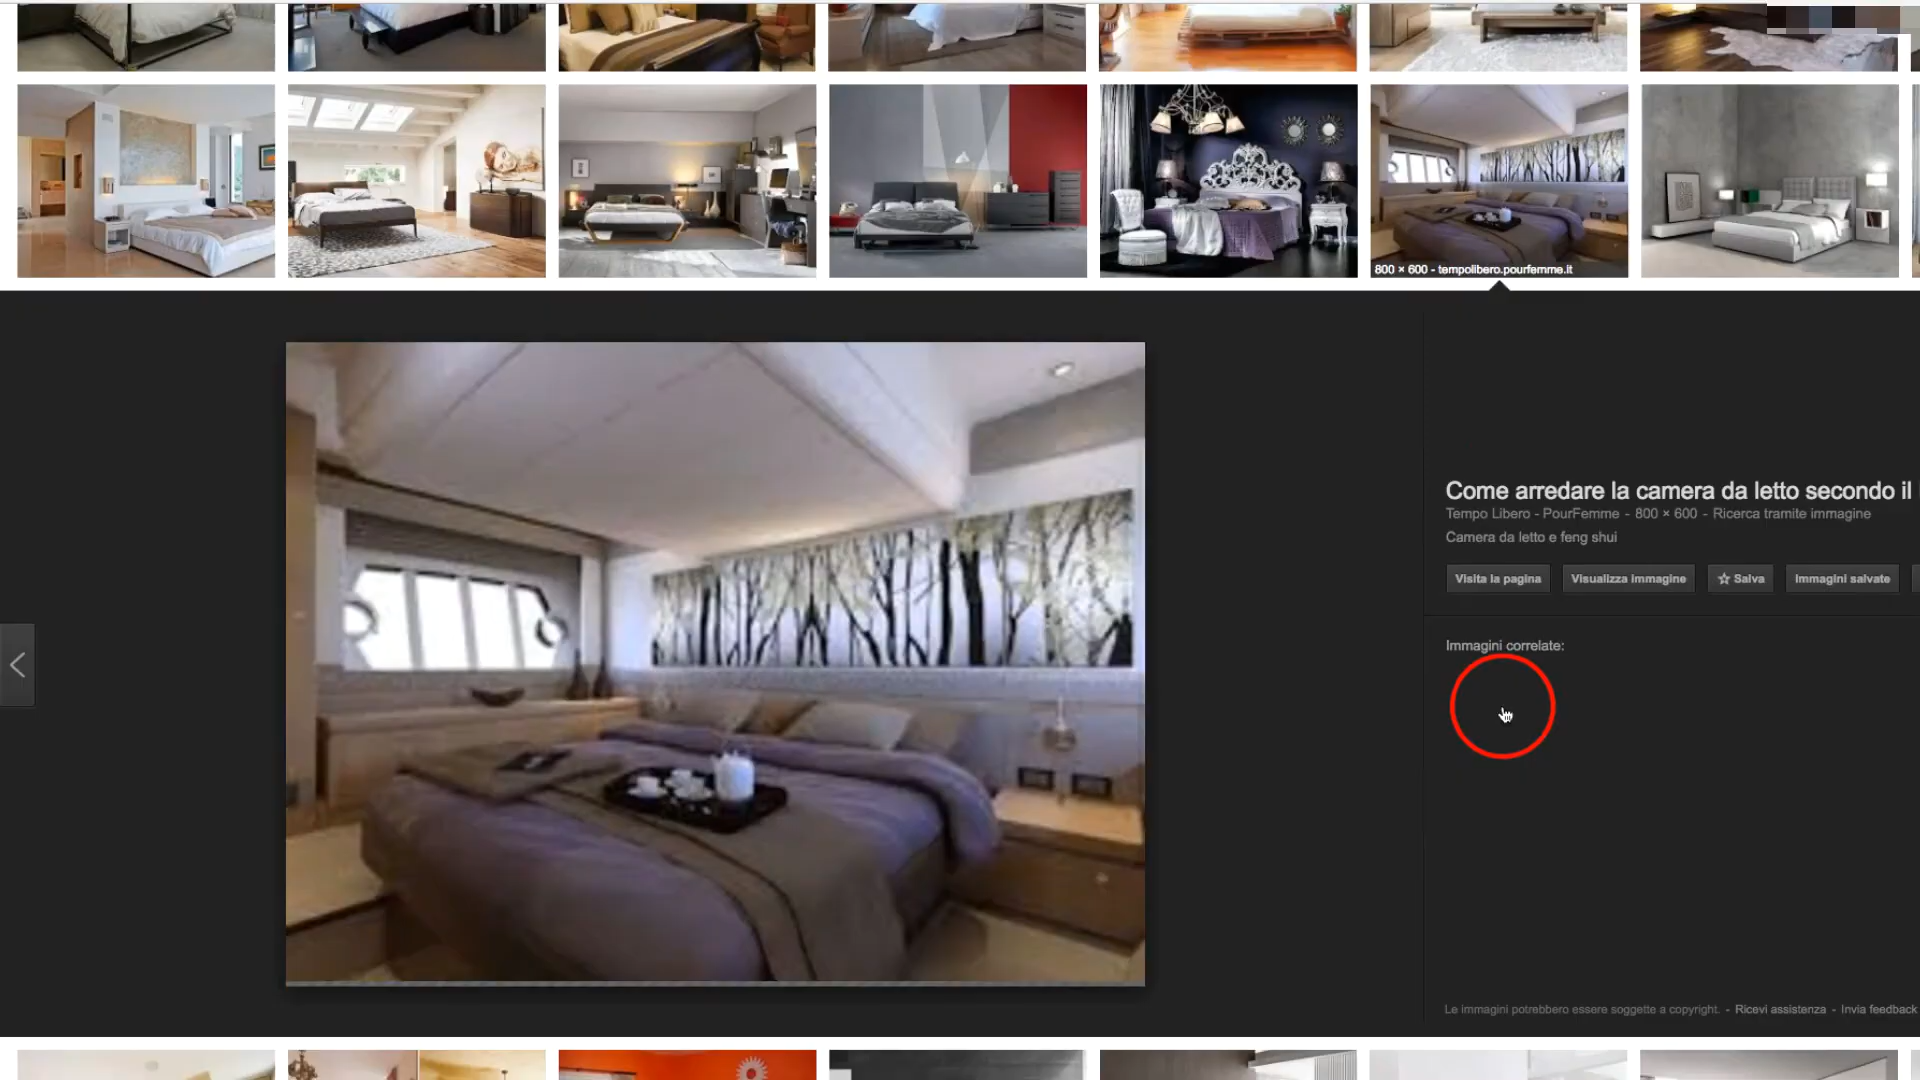 800 × 600 - tempolibero.pourfemme.it
Come arredare la camera da letto secondo il
Tempo Libero - PourFemme - 800 × 600 - Ricerca tramite immagine
Camera da letto e feng shui
Visita la pagina
Visualizza immagine
☆ Salva
Immagini salvate
Immagini correlate:
Le immagini potrebbero essere soggette a copyright. - Ricevi assistenza - Invia feedback